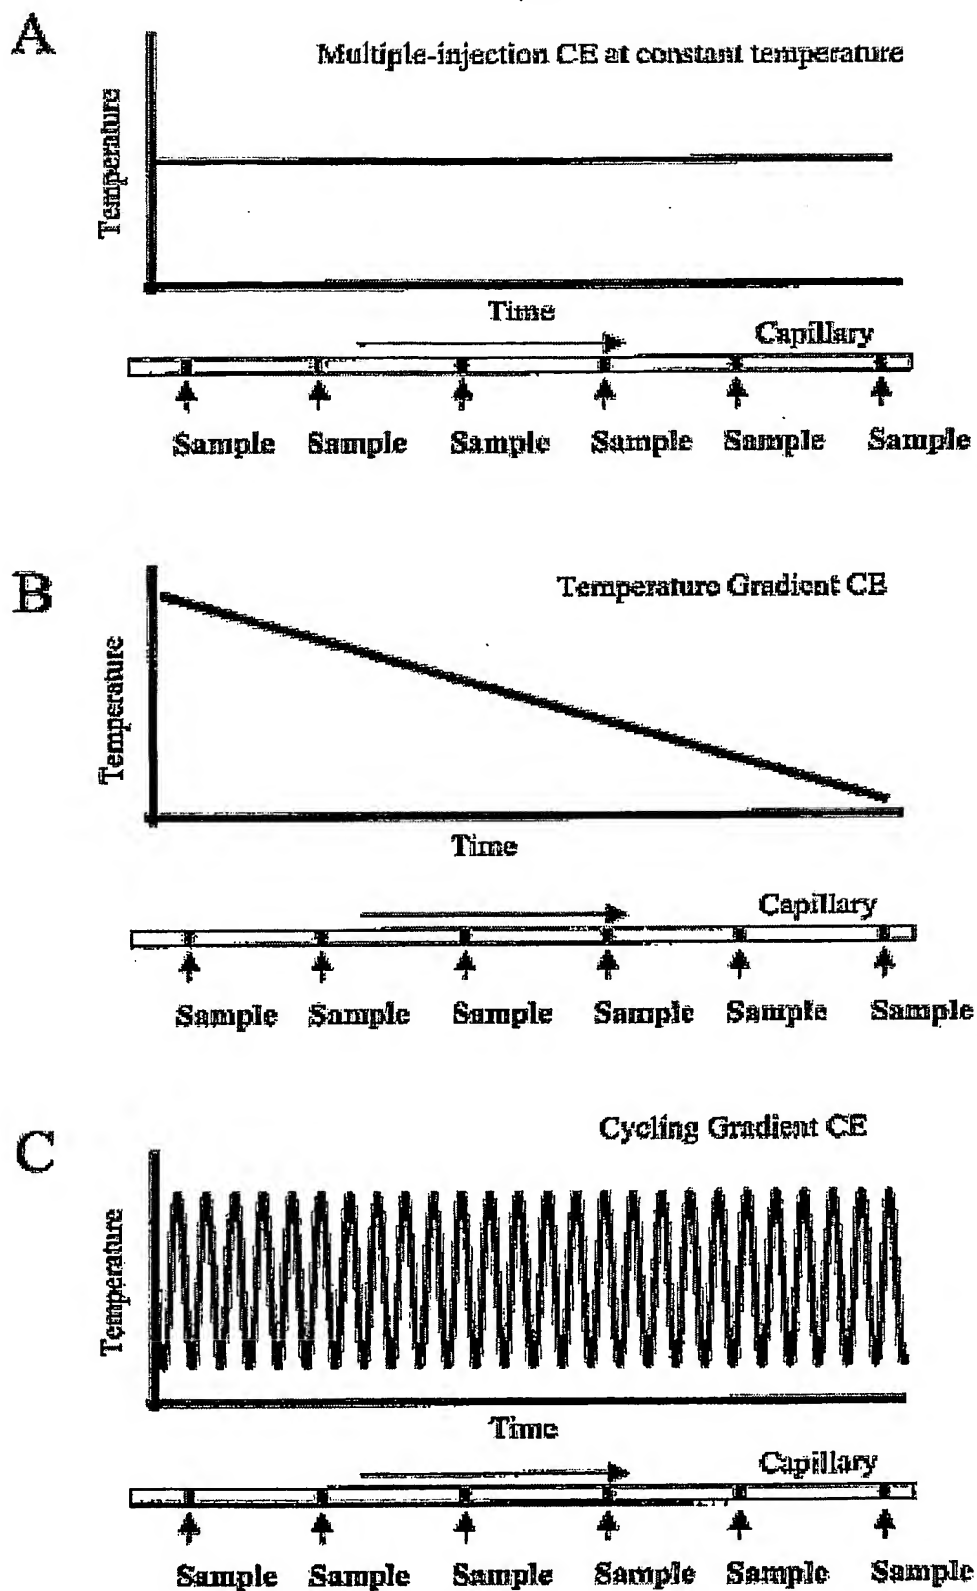 A
Multiple-injection CE at constant temperature
Temperature
Time
Capillary
Sample Sample Sample Sample Sample Sample
B
Temperature Gradient CE
Temperature
Time
Capillary
Sample Sample Sample Sample Sample Sample
C
Cycling Gradient CE
Temperature
Time
Capillary
Sample Sample Sample Sample Sample Sample